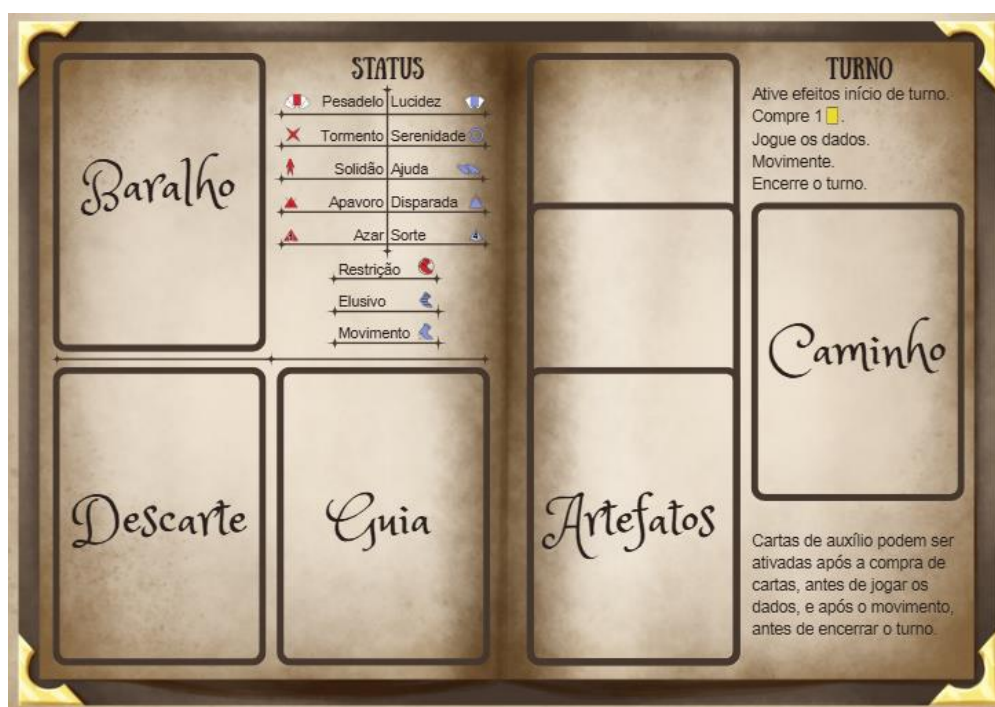 Baralho
STATUS
Pesadelo Lucidez
Tormento Serenidade
Solidão Ajuda
Apavoro Disparada
Azar Sorte
Restrição
Elusivo
Movimento
Descarte
Guia
Artefatos
TURNO
Ative efeitos início de turno.
Compre 1 .
Jogue os dados.
Movimente.
Encerre o turno.
Caminho
Cartas de auxílio podem ser
ativadas após a compra de
cartas, antes de jogar os
dados, e após o movimento,
antes de encerrar o turno.